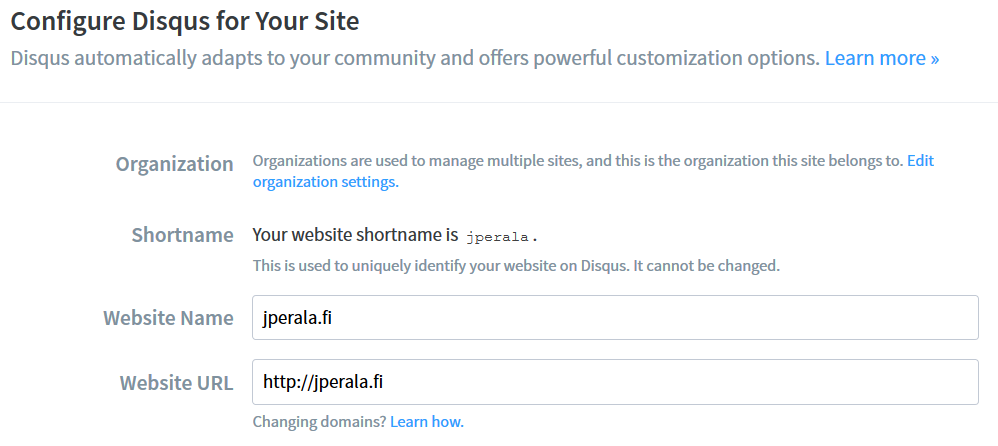 Configure Disqus for Your Site
Disqus automatically adapts to your community and offers powerful customization options. Learn more »
Organization
Organizations are used to manage multiple sites, and this is the organization this site belongs to. Edit
organization settings.
Shortname
Your website shortname is jperala.
This is used to uniquely identify your website on Disqus. It cannot be changed.
Website Name
jperala.fi
Website URL
http://jperala.fi
Changing domains? Learn how.